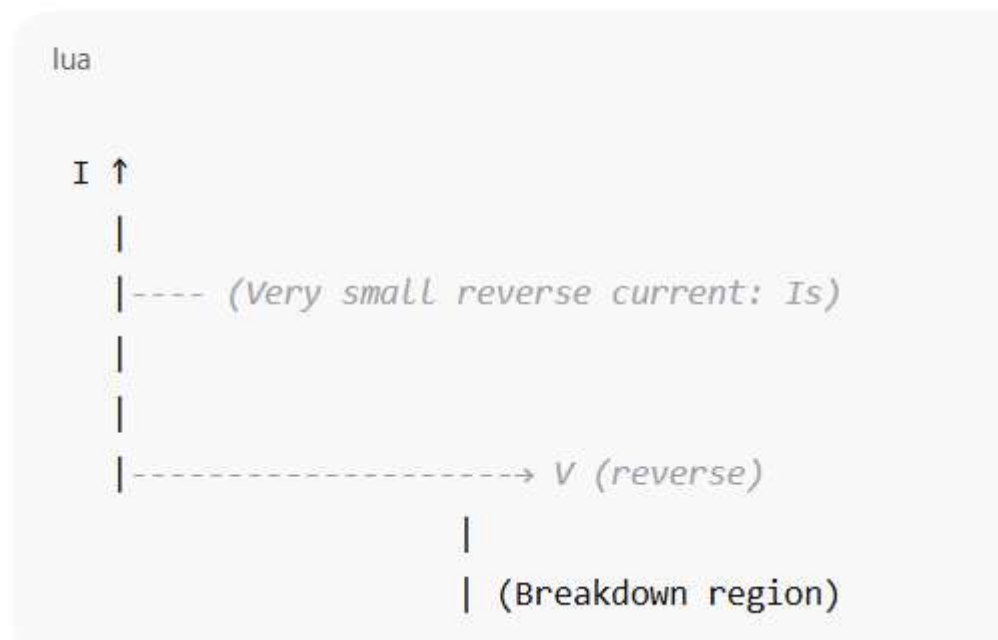 lua
I ↑
|
|---- (Very small reverse current: Is)
|
|
|---------------------→ V (reverse)
|
| (Breakdown region)